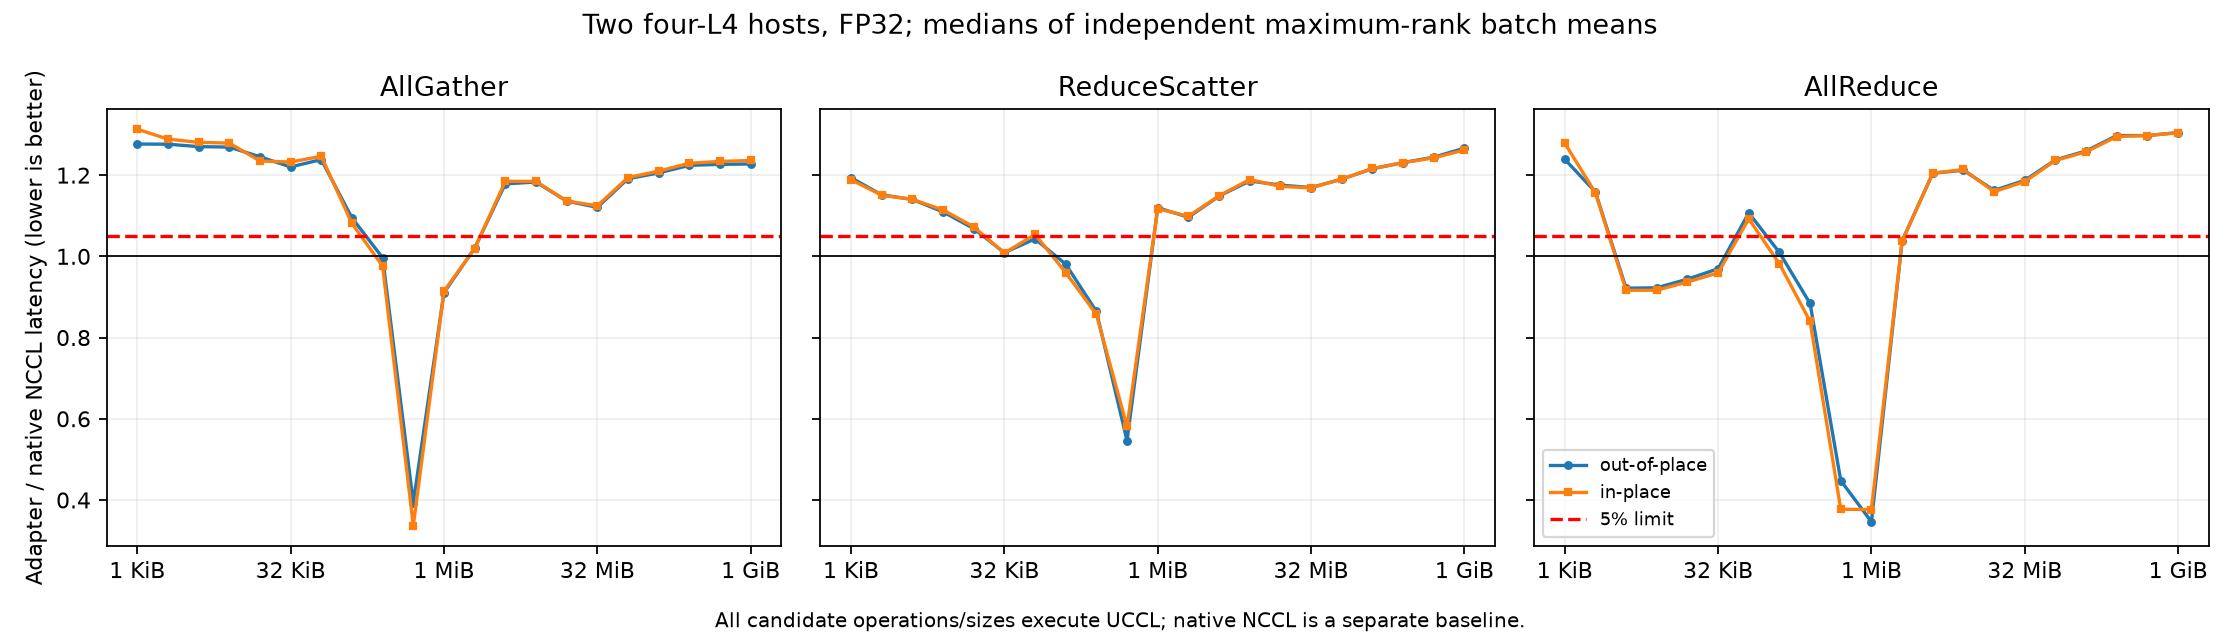 Two four-L4 hosts, FP32; medians of independent maximum-rank batch means
Adapter / native NCCL latency (lower is better)
AllGather
ReduceScatter
AllReduce
1.2
1.0
0.8
0.6
0.4
out-of-place
in-place
5% limit
1 KiB 32 KiB 1 MiB 32 MiB 1 GiB
1 KiB 32 KiB 1 MiB 32 MiB 1 GiB
1 KiB 32 KiB 1 MiB 32 MiB 1 GiB
All candidate operations/sizes execute UCCL; native NCCL is a separate baseline.